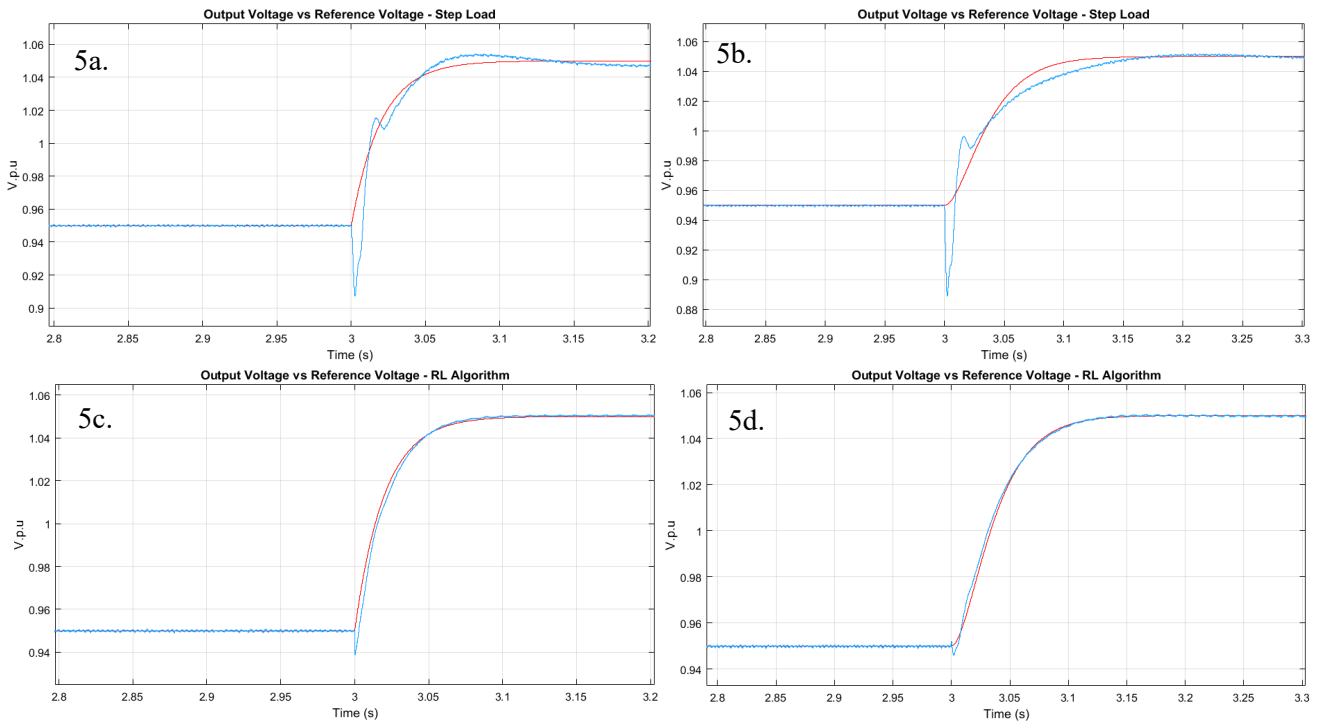 Output Voltage vs Reference Voltage - Step Load
5a.
V.p.u
1.06
1.04
1.02
1
0.98
0.96
0.94
0.92
0.9
2.8 2.85 2.9 2.95 3 3.05 3.1 3.15 3.2
Time (s)
Output Voltage vs Reference Voltage - Step Load
5b.
V.p.u
1.06
1.04
1.02
1
0.98
0.96
0.94
0.92
0.9
0.88
2.8 2.85 2.9 2.95 3 3.05 3.1 3.15 3.2 3.25 3.3
Time (s)
Output Voltage vs Reference Voltage - RL Algorithm
5c.
V.p.u
1.06
1.04
1.02
1
0.98
0.96
0.94
2.8 2.85 2.9 2.95 3 3.05 3.1 3.15 3.2
Time (s)
Output Voltage vs Reference Voltage - RL Algorithm
5d.
V.p.u
1.06
1.04
1.02
1
0.98
0.96
0.94
2.8 2.85 2.9 2.95 3 3.05 3.1 3.15 3.2 3.25 3.3
Time (s)